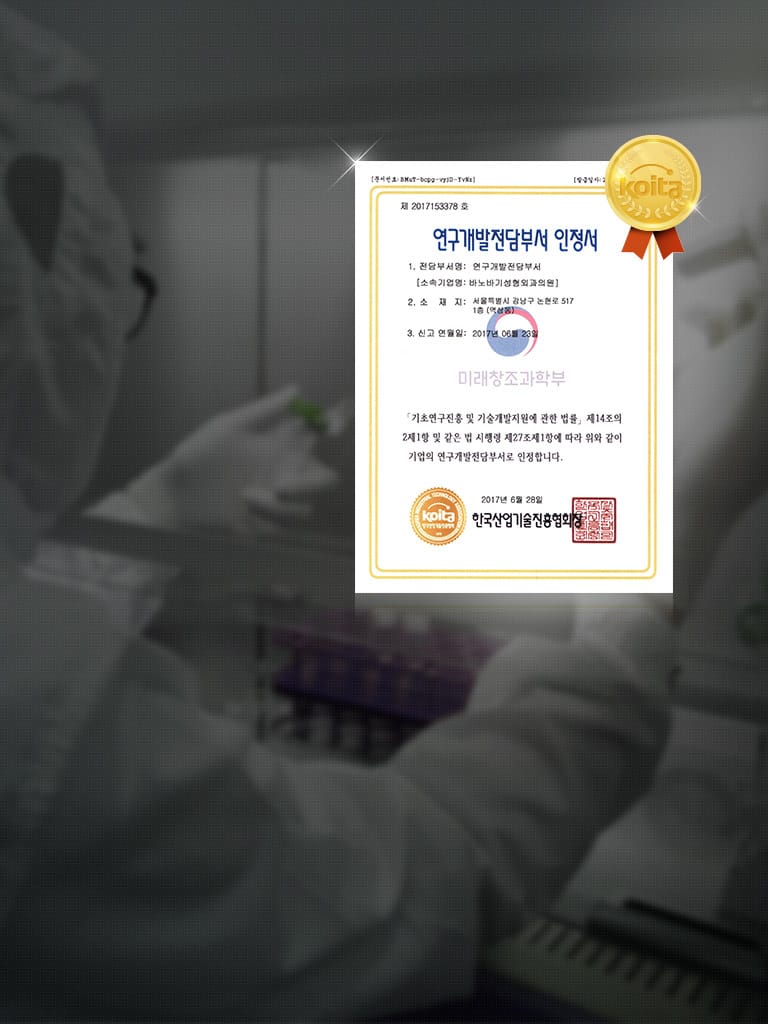 [문서번호:BMuT-bcpg-vyjD-TvNz]
[발급일자:2
koita
제 2017153378 호
연구개발전담부서 인정서
1. 전담부서명: 연구개발전담부서
[소속기업명: 바노바기성형외과의원]
2. 소 재 지: 서울특별시 강남구 논현로 517
1층 (역삼동)
3. 신고 연월일: 2017년 06월 23일
미래창조과학부
「기초연구진흥 및 기술개발지원에 관한 법률」 제14조의
2제1항 및 같은 법 시행령 제27조제1항에 따라 위와 같이
기업의 연구개발전담부서로 인정합니다.
2017년 6월 28일
koita
한국산업기술진흥협회장